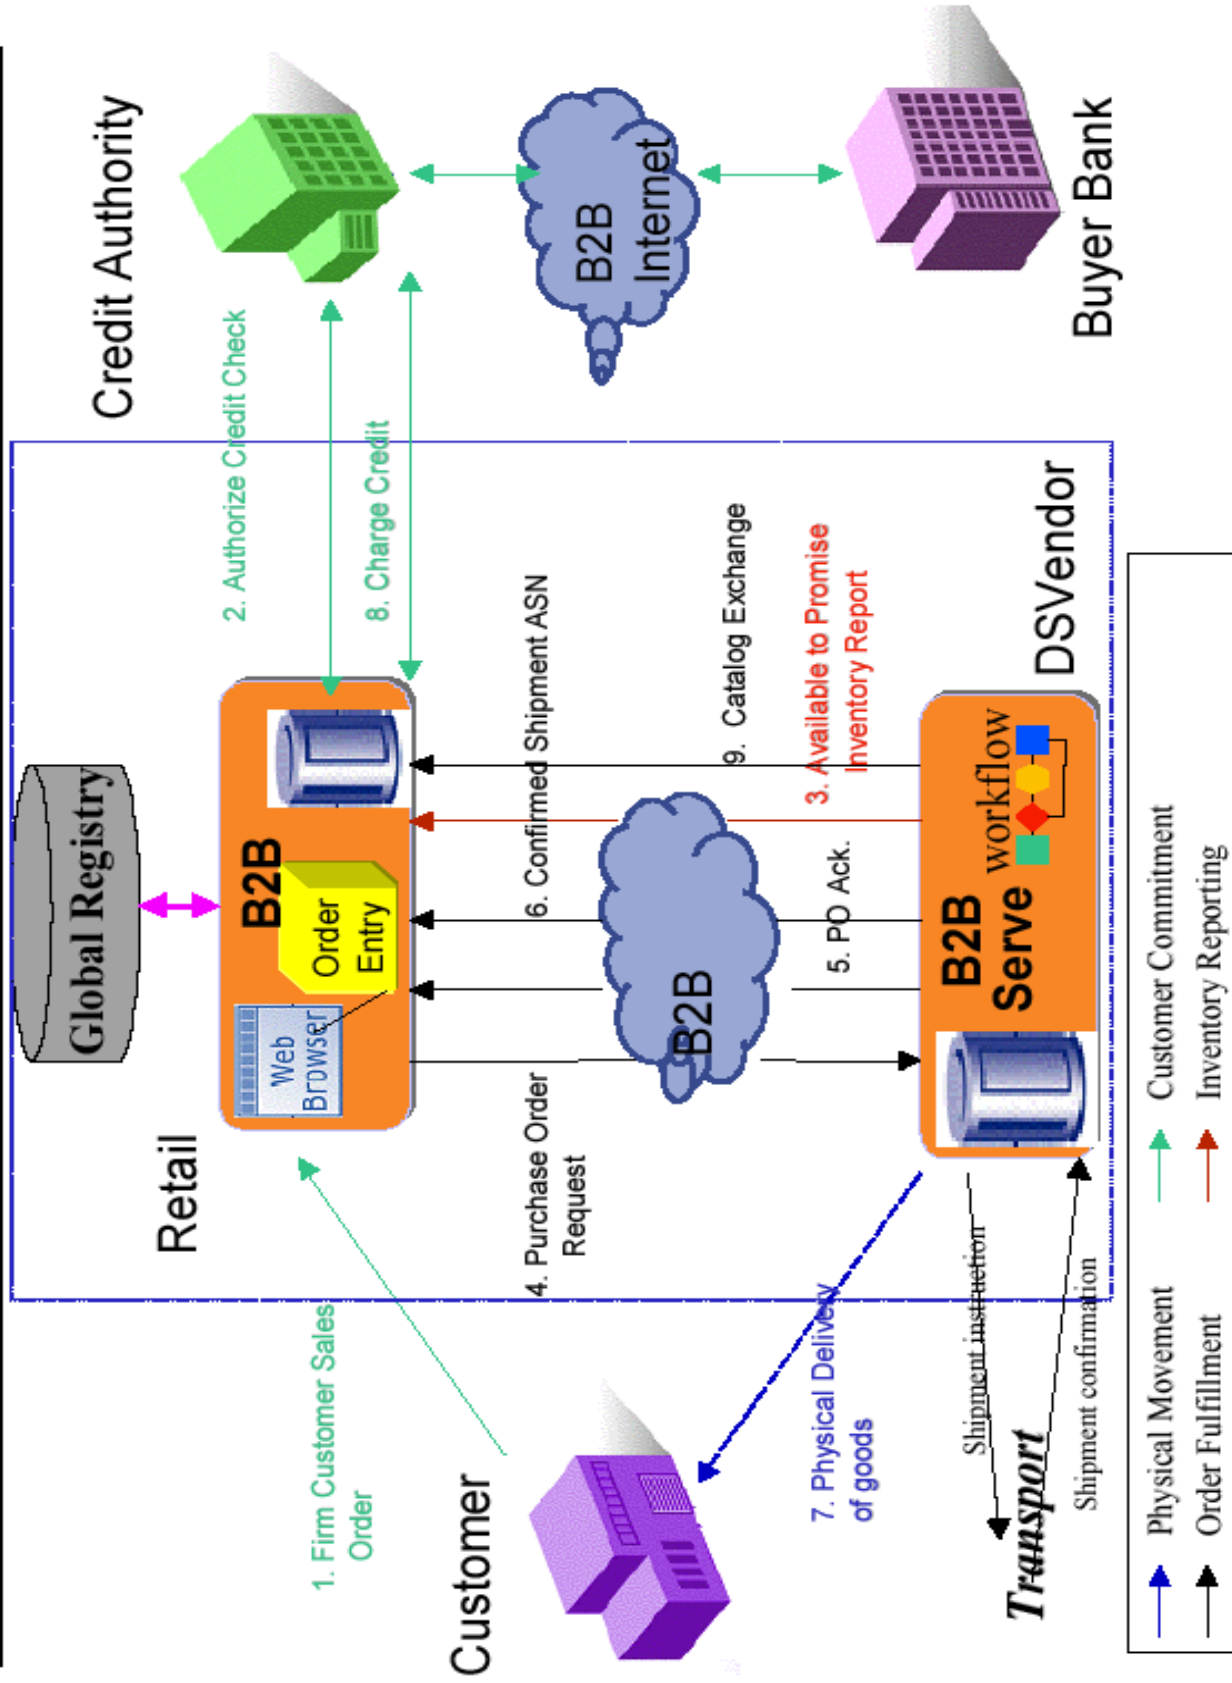 Global Registry
Retail
B2B
Web
Browser
Order
Entry
Credit Authority
2. Authorize Credit Check
8. Charge Credit
B2B
Internet
Buyer Bank
1. Firm Customer Sales
Order
Customer
4. Purchase Order
Request
6. Confirmed Shipment ASN
9. Catalog Exchange
3. Available to Promise
Inventory Report
B2B
5. PO Ack.
7. Physical Delivery
of goods
B2B
Serve
workflow
DSVendor
Shipment instruction
Transport
Shipment confirmation
Physical Movement
Customer Commitment
Order Fulfillment
Inventory Reporting